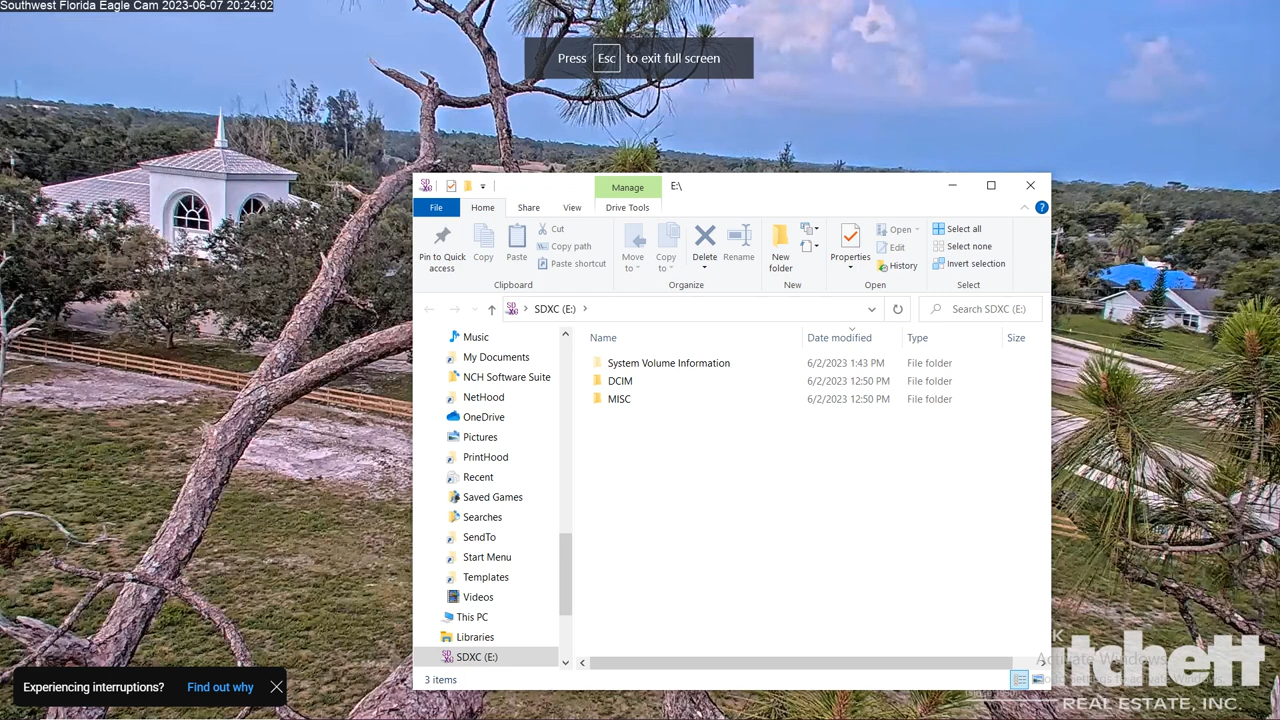 Southwest Florida Eagle Cam 2023-06-07 20:24:02
Press Esc to exit full screen
Manage E:\
File Home Share View Drive Tools
Pin to Quick access
Copy
Paste
Cut
Copy path
Paste shortcut
Clipboard
Move to
Copy to
Delete
Rename
Organize
New folder
New
Properties
Open
Edit
History
Open
Select all
Select none
Invert selection
Select
SD XC SDXC (E:)
Search SDXC (E:)
Name Date modified Type Size
System Volume Information 6/2/2023 1:43 PM File folder
DCIM 6/2/2023 12:50 PM File folder
MISC 6/2/2023 12:50 PM File folder
Music
My Documents
NCH Software Suite
NetHood
OneDrive
Pictures
PrintHood
Recent
Saved Games
Searches
SendTo
Start Menu
Templates
Videos
This PC
Libraries
SDXC (E:)
3 items
Experiencing interruptions? Find out why
Activate Windows
REAL ESTATE, INC.